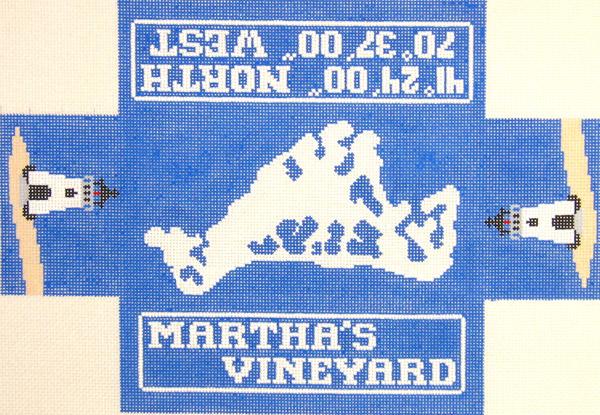 41°24'00" NORTH
70°37'00" WEST
MARTHA'S
VINEYARD